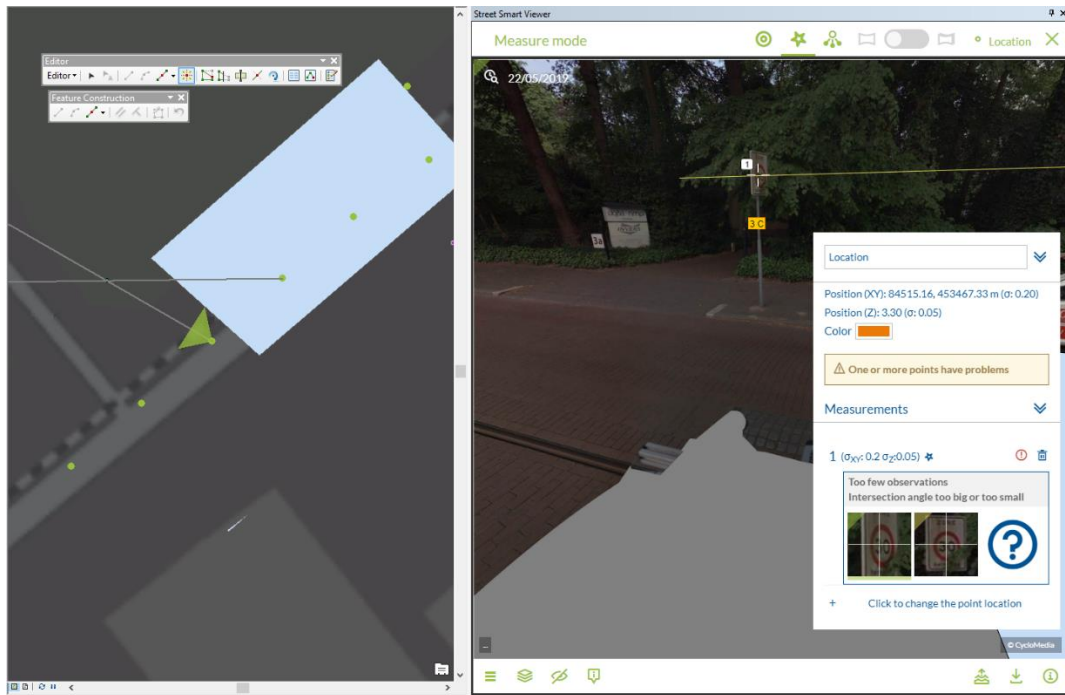 Street Smart Viewer
Editor
Editor
Feature Construction
Measure mode
Location
22/05/2019
1
3 C
3a
Location
Position (XY): 84515.16, 453467.33 m (σ: 0.20)
Position (Z): 3.30 (σ: 0.05)
Color
One or more points have problems
Measurements
1 (σXY: 0.2 σZ:0.05)
Too few observations
Intersection angle too big or too small
+ Click to change the point location
© CycloMedia